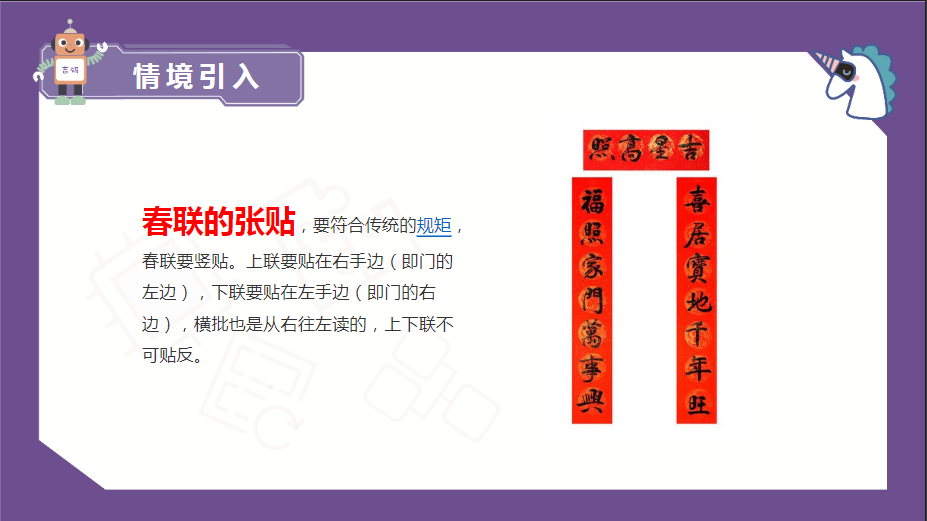 吉明
情境引入
春联的张贴，要符合传统的规矩，
春联要竖贴。上联要贴在右手边（即门的
左边），下联要贴在左手边（即门的右
边），横批也是从右往左读的，上下联不
可贴反。
吉星高照
喜居寶地千年旺
福照家門萬事興